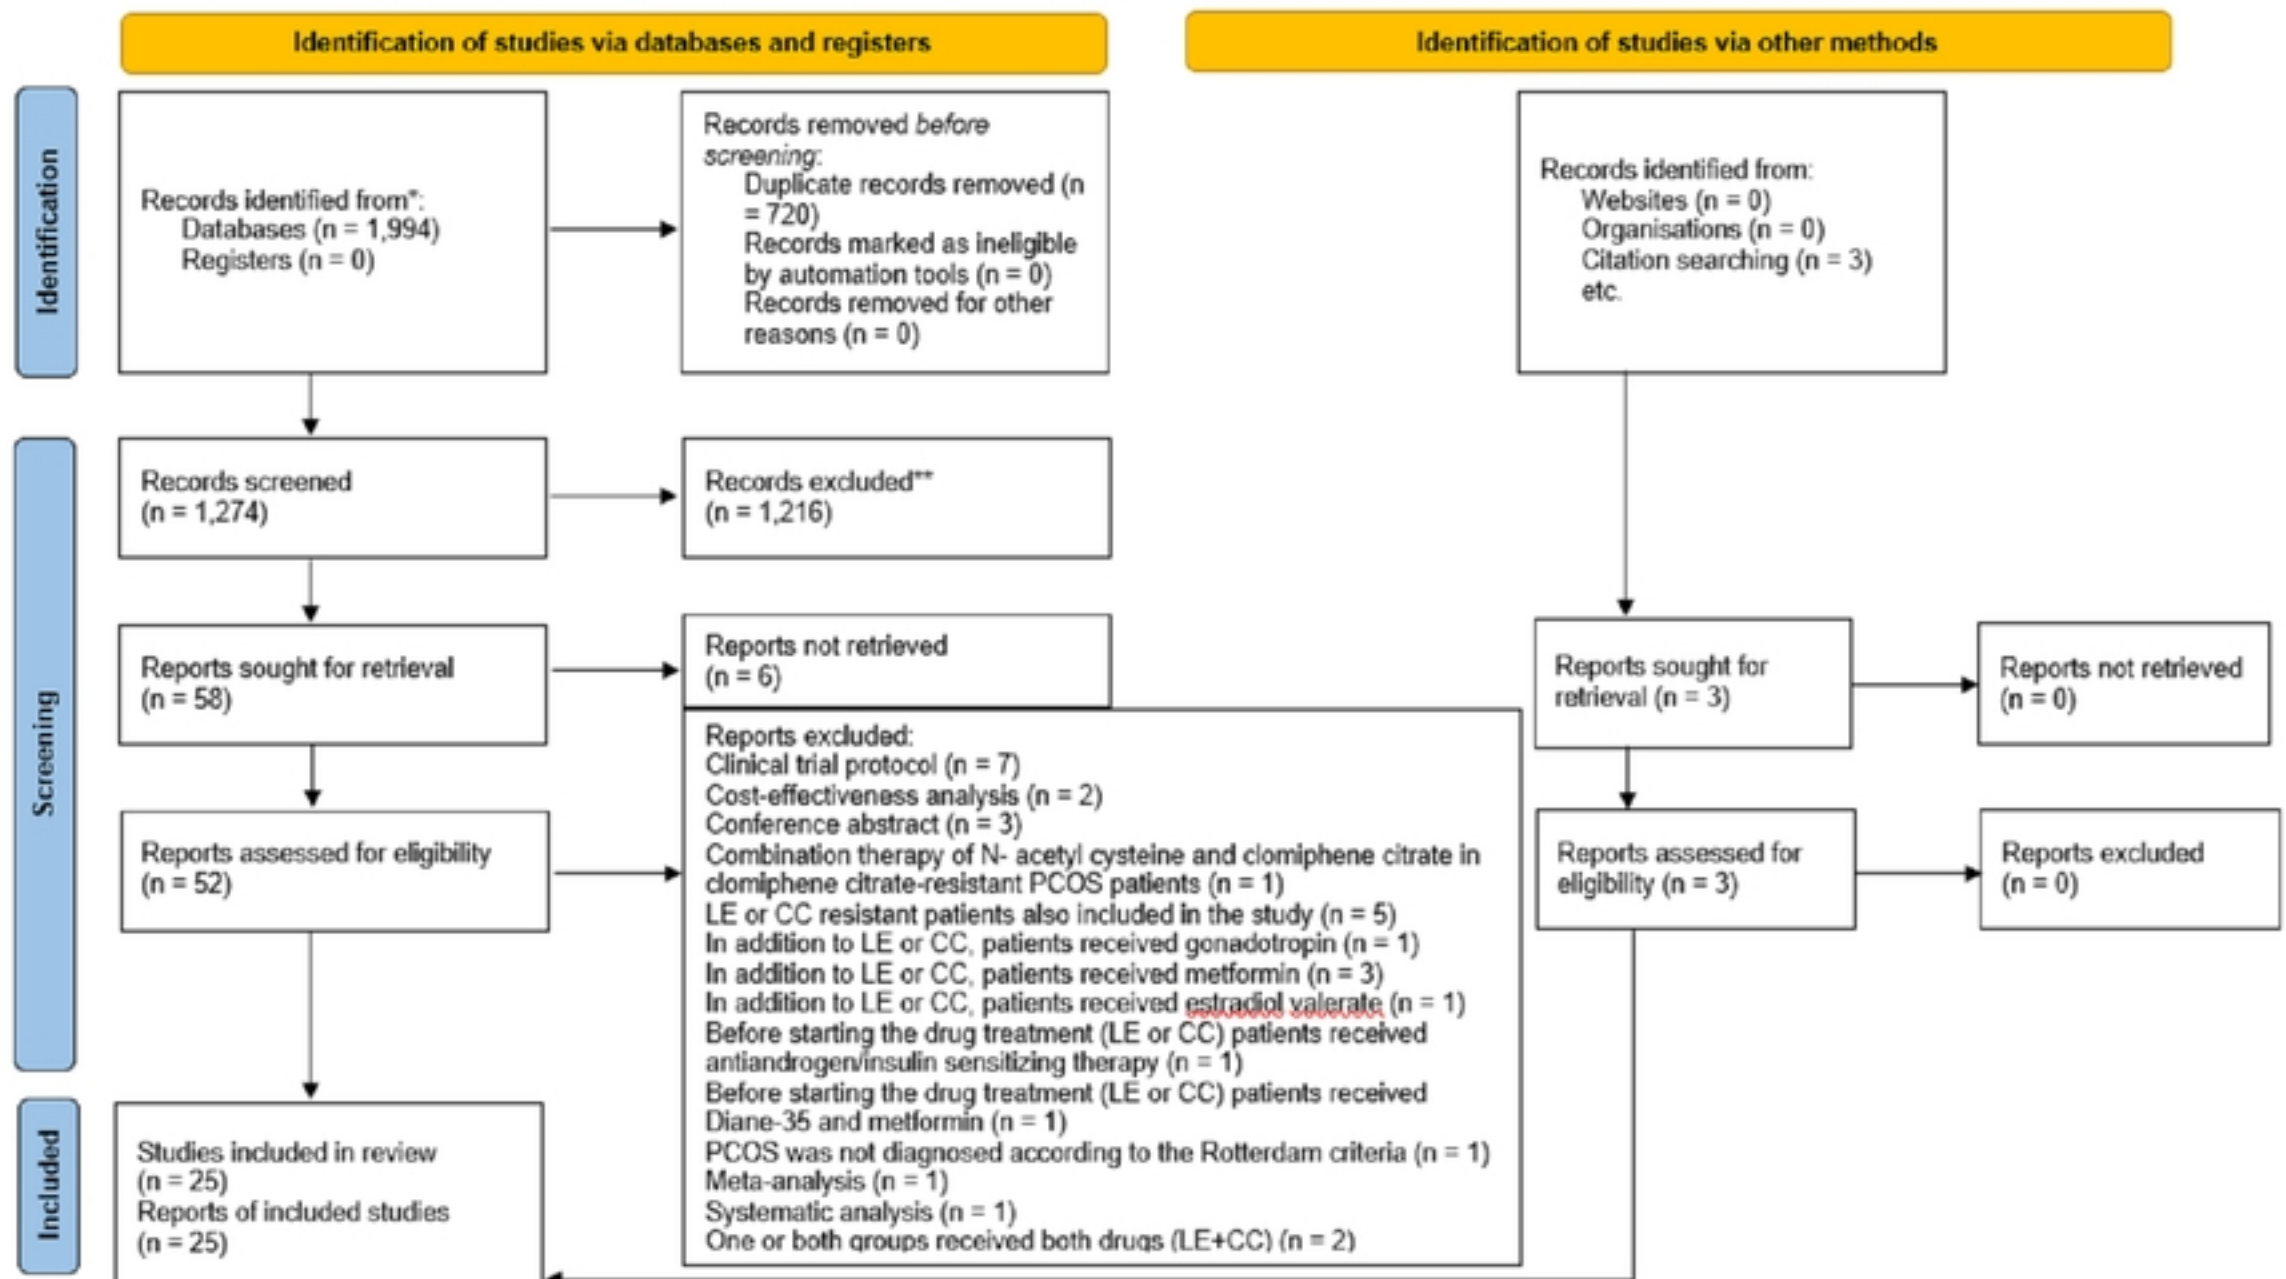 Identification of studies via databases and registers
Identification of studies via other methods
Identification
Records identified from*:
Databases (n = 1,994)
Registers (n = 0)
Records removed before
screening:
Duplicate records removed (n
= 720)
Records marked as ineligible
by automation tools (n = 0)
Records removed for other
reasons (n = 0)
Records identified from:
Websites (n = 0)
Organisations (n = 0)
Citation searching (n = 3)
etc.
Screening
Records screened
(n = 1,274)
Records excluded**
(n = 1,216)
Reports sought for retrieval
(n = 58)
Reports not retrieved
(n = 6)
Reports sought for
retrieval (n = 3)
Reports not retrieved
(n = 0)
Reports assessed for eligibility
(n = 52)
Reports excluded:
Clinical trial protocol (n = 7)
Cost-effectiveness analysis (n = 2)
Conference abstract (n = 3)
Combination therapy of N- acetyl cysteine and clomiphene citrate in
clomiphene citrate-resistant PCOS patients (n = 1)
LE or CC resistant patients also included in the study (n = 5)
In addition to LE or CC, patients received gonadotropin (n = 1)
In addition to LE or CC, patients received metformin (n = 3)
In addition to LE or CC, patients received estradiol valerate (n = 1)
Before starting the drug treatment (LE or CC) patients received
antiandrogen/insulin sensitizing therapy (n = 1)
Before starting the drug treatment (LE or CC) patients received
Diane-35 and metformin (n = 1)
PCOS was not diagnosed according to the Rotterdam criteria (n = 1)
Meta-analysis (n = 1)
Systematic analysis (n = 1)
One or both groups received both drugs (LE+CC) (n = 2)
Reports assessed for
eligibility (n = 3)
Reports excluded
(n = 0)
Included
Studies included in review
(n = 25)
Reports of included studies
(n = 25)